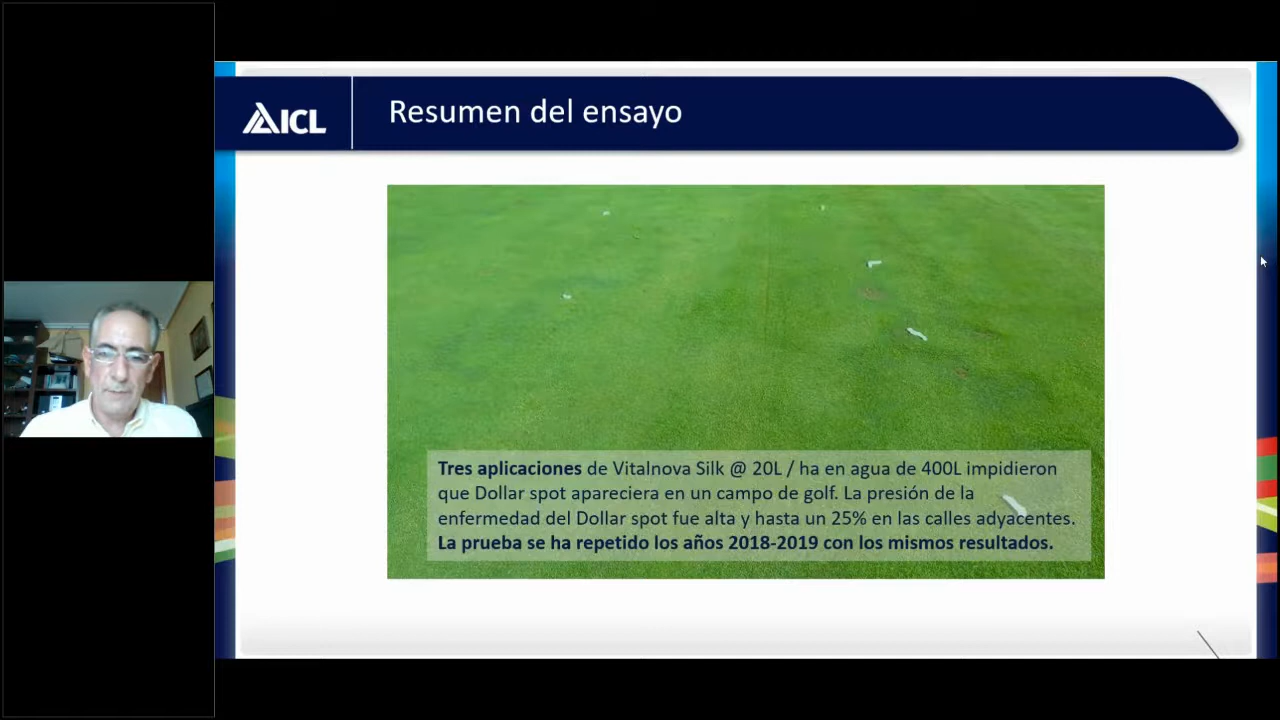 ICL
Resumen del ensayo
Tres aplicaciones de Vitalnova Silk @ 20L / ha en agua de 400L impidieron
que Dollar spot apareciera en un campo de golf. La presión de la
enfermedad del Dollar spot fue alta y hasta un 25% en las calles adyacentes.
La prueba se ha repetido los años 2018-2019 con los mismos resultados.